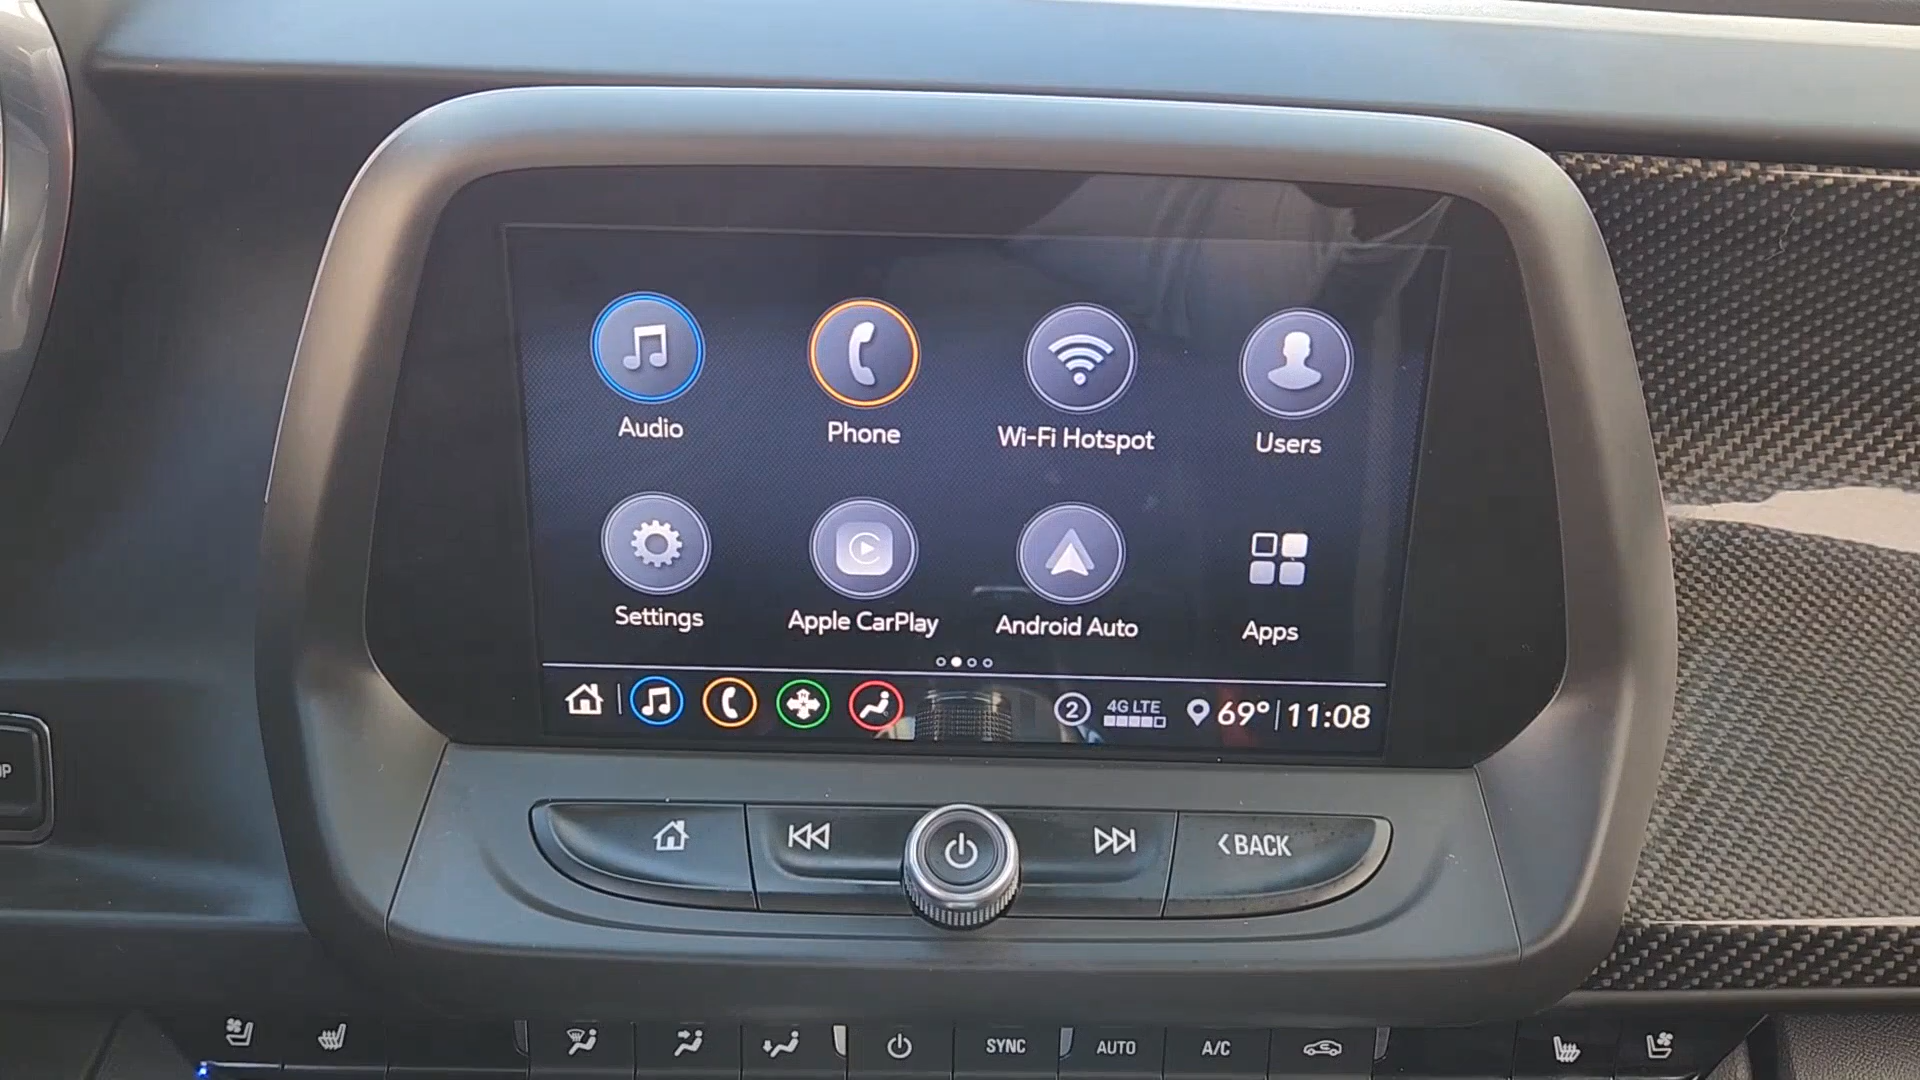 Audio Phone Wi-Fi Hotspot Users
Settings Apple CarPlay Android Auto Apps
2 4G LTE 69° 11:08
<BACK
SYNC AUTO A/C